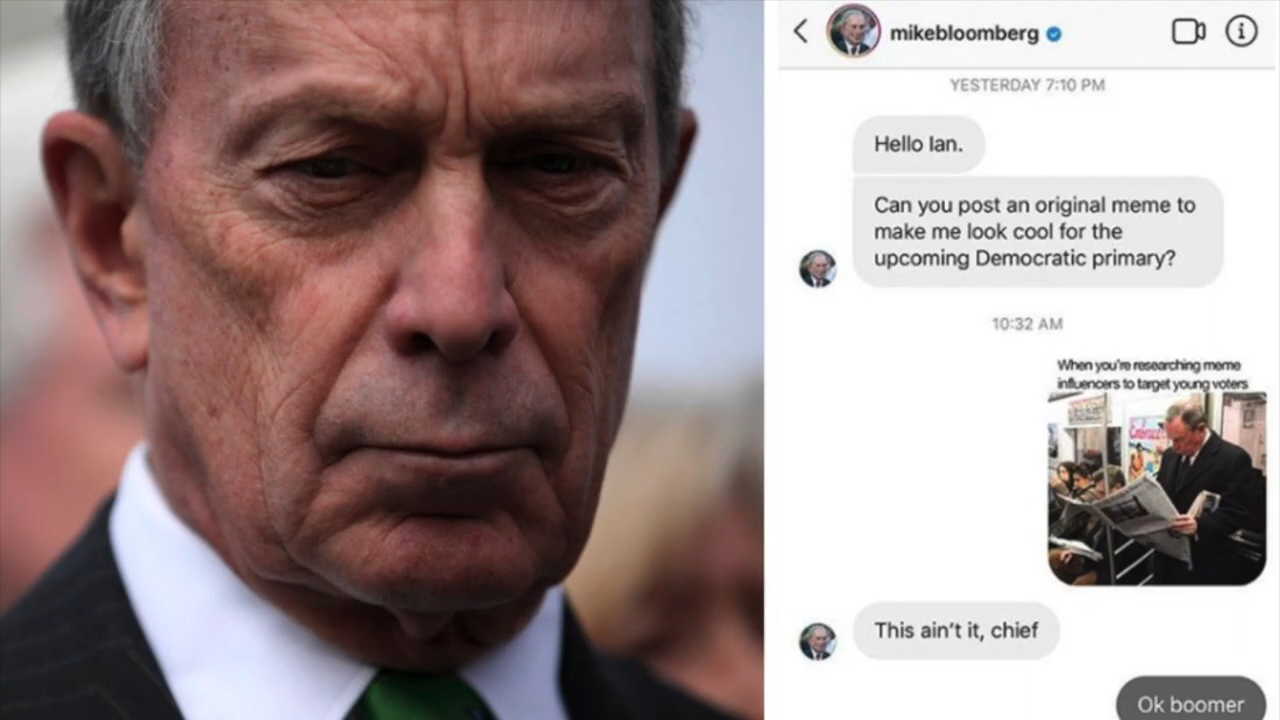 mikebloomberg
YESTERDAY 7:10 PM
Hello Ian.
Can you post an original meme to
make me look cool for the
upcoming Democratic primary?
10:32 AM
When you're researching meme
influencers to target young voters
This ain't it, chief
Ok boomer